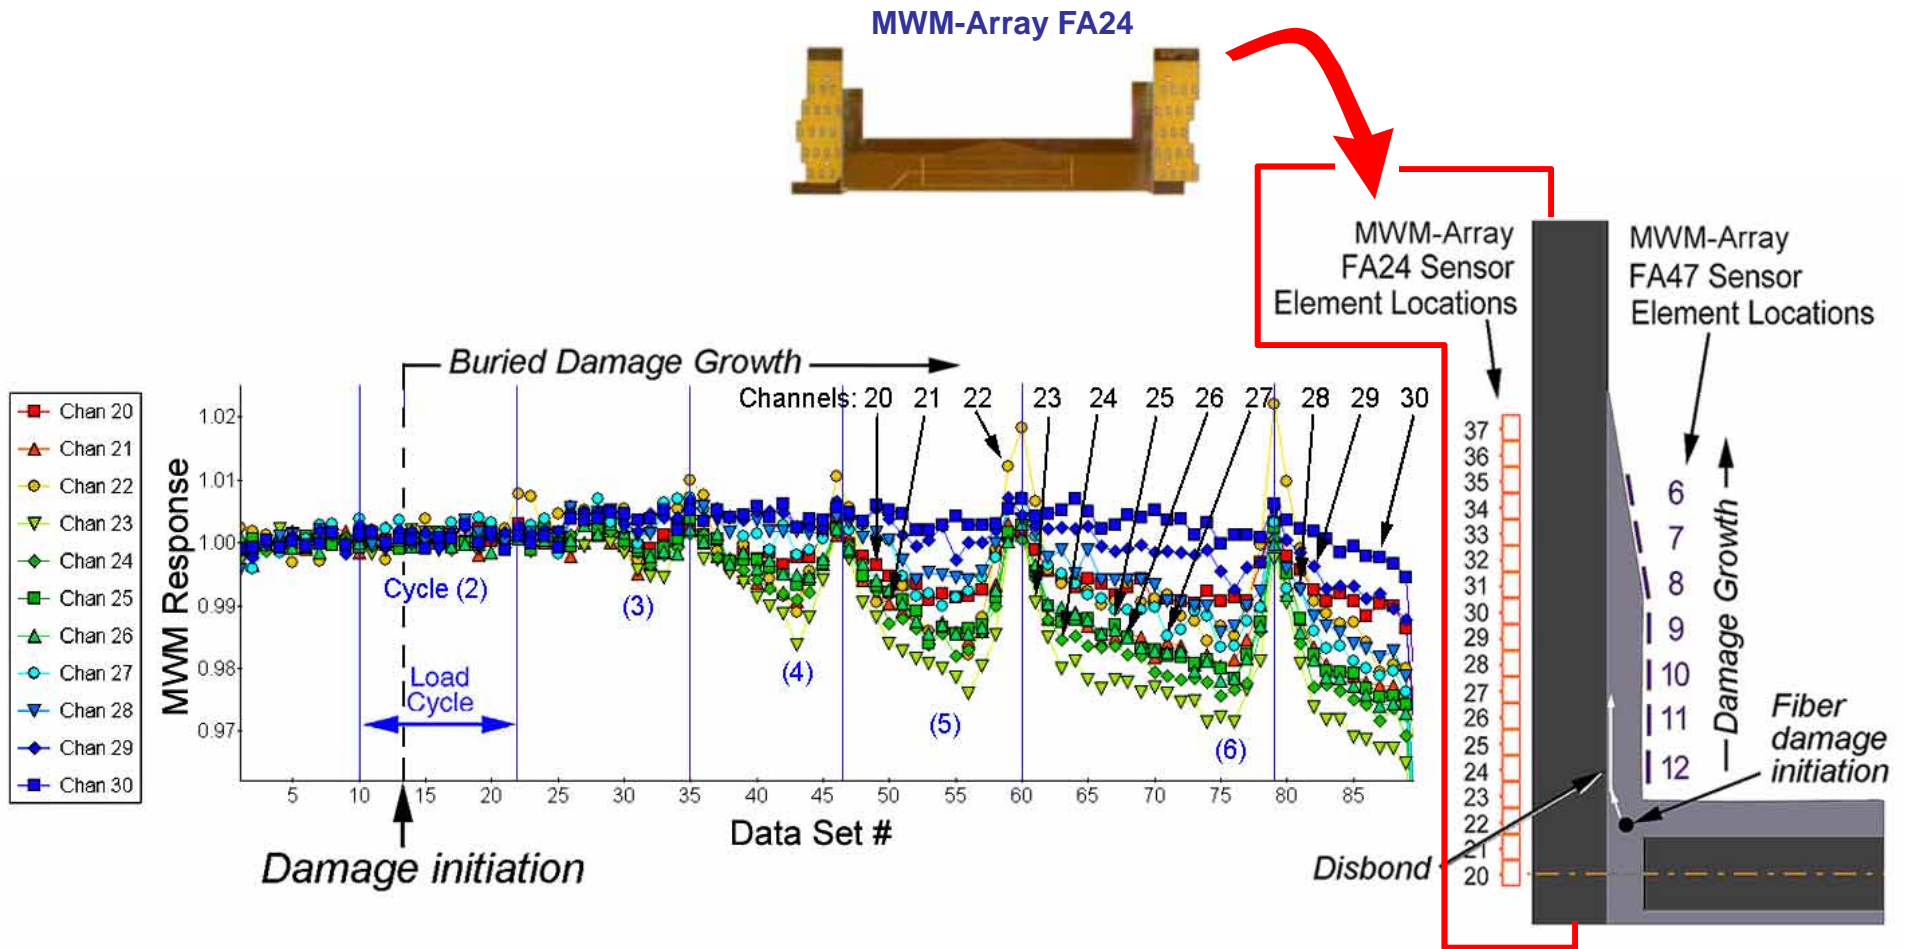 MWM-Array FA24
MWM-Array
FA24 Sensor
Element Locations
MWM-Array
FA47 Sensor
Element Locations
Buried Damage Growth
Channels: 20 21 22 23 24 25 26 27 28 29 30
Chan 20
Chan 21
Chan 22
Chan 23
Chan 24
Chan 25
Chan 26
Chan 27
Chan 28
Chan 29
Chan 30
MWM Response
1.02
1.01
1.00
0.99
0.98
0.97
Cycle (2)
(3)
(4)
(5)
(6)
Load
Cycle
5 10 15 20 25 30 35 40 45 50 55 60 65 70 75 80 85
Data Set #
Damage initiation
37
36
35
34
33
32
31
30
29
28
27
26
25
24
23
22
21
20
6
7
8
9
10
11
12
Damage Growth
Fiber
damage
initiation
Disbond